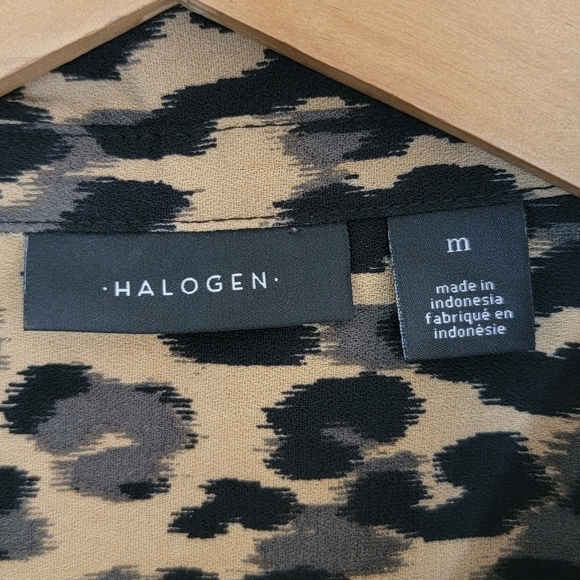 ·HALOGEN·
m
made in
indonesia
fabriqué en
indonésie